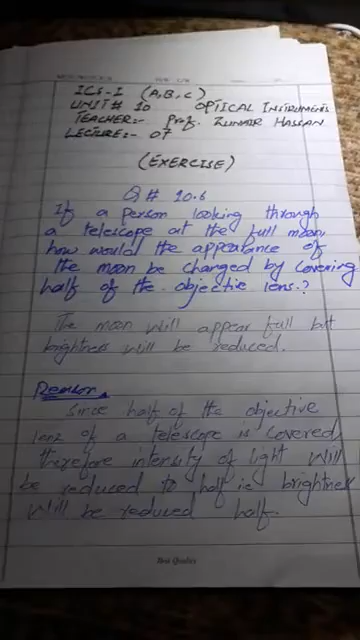 ICS-I (A,B,C)
UNIT# 10 OPTICAL INSTRUMENTS
TEACHER:- Prof. ZUNAIR HASSAN
LECTURE:- 07
(EXERCISE)
Q # 10.6
If a person looking through
a telescope at the full moon,
how would the appearance of
the moon be changed by covering
half of the objective lens.?
The moon will appear full but
brightness will be reduced.
Reason
Since half of the objective
lens of a telescope is covered,
therefore intensity of light will
be reduced to half ie brightness
will be reduced half.
Best Quality